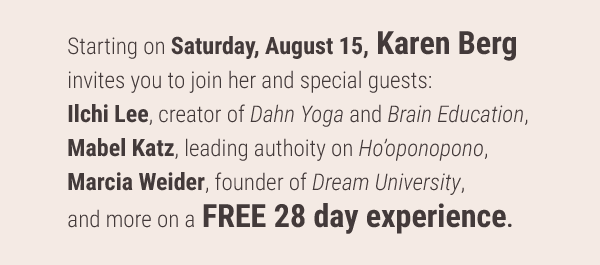 Starting on Saturday, August 15, Karen Berg
invites you to join her and special guests:
Ilchi Lee, creator of Dahn Yoga and Brain Education,
Mabel Katz, leading authoity on Ho’oponopono,
Marcia Weider, founder of Dream University,
and more on a FREE 28 day experience.